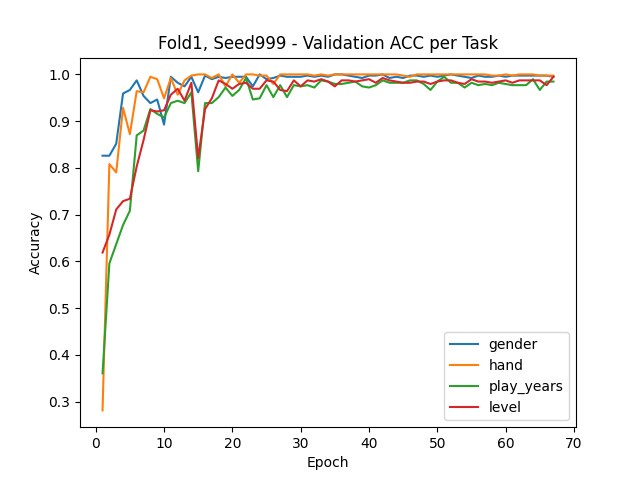 Fold1, Seed999 - Validation ACC per Task
Accuracy
1.0
0.9
0.8
0.7
0.6
0.5
0.4
0.3
gender
hand
play_years
level
0 10 20 30 40 50 60 70
Epoch